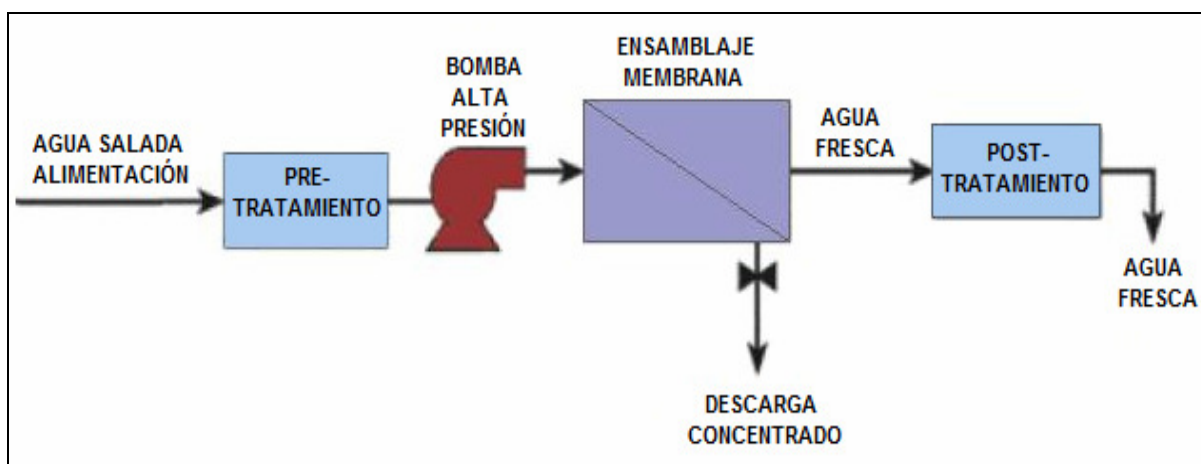 AGUA SALADA
ALIMENTACIÓN
PRE-
TRATAMIENTO
BOMBA
ALTA
PRESIÓN
ENSAMBLAJE
MEMBRANA
AGUA
FRESCA
POST-
TRATAMIENTO
AGUA
FRESCA
DESCARGA
CONCENTRADO